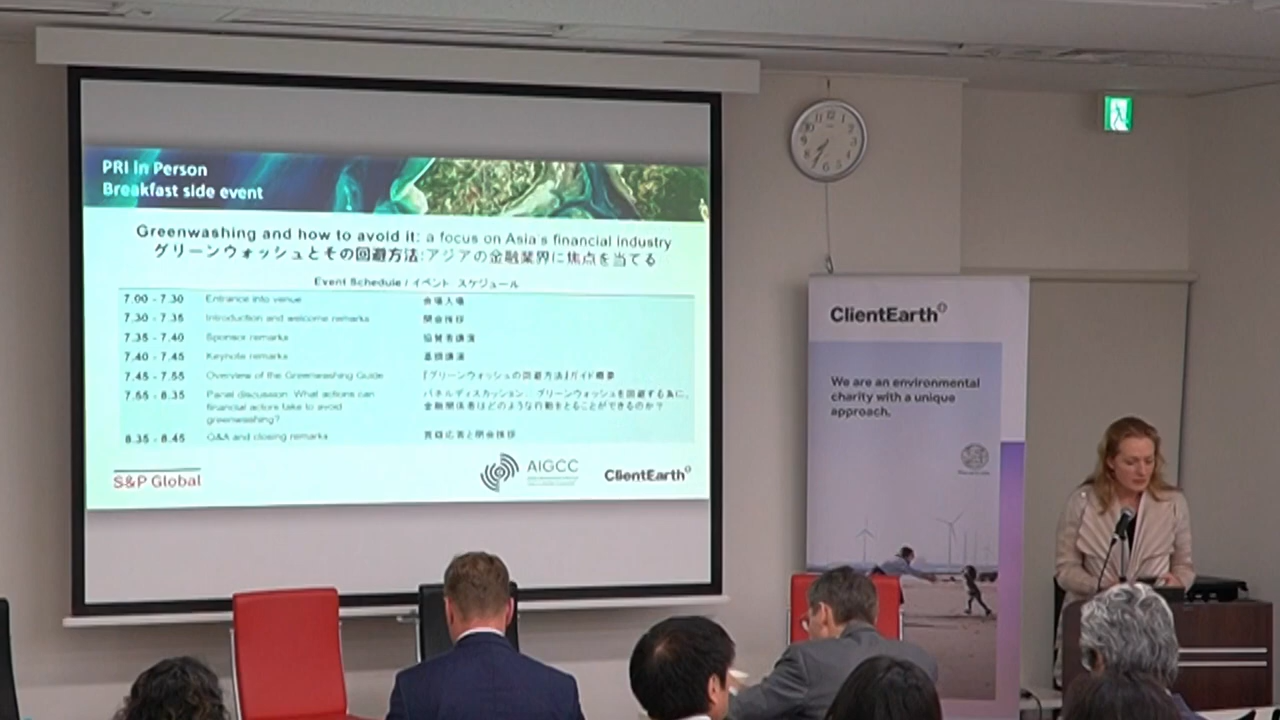 PRI in Person
Breakfast side event
Greenwashing and how to avoid it: a focus on Asia's financial industry
グリーンウォッシュとその回避方法:アジアの金融業界に焦点を当てる
Event Schedule / イベント スケジュール
7.00 - 7.30 Entrance into venue 会場入場
7.30 - 7.35 Introduction and welcome remarks 開会挨拶
7.35 - 7.40 Sponsor remarks 協賛者講演
7.40 - 7.45 Keynote remarks 基調講演
7.45 - 7.55 Overview of the Greenwashing Guide 『グリーンウォッシュの回避方法』ガイド概要
7.55 - 8.35 Panel discussion: What actions can パネルディスカッション: グリーンウォッシュを回避する為に、
financial actors take to avoid 金融関係者はどのような行動をとることができるのか?
greenwashing?
8.35 - 8.45 Q&A and closing remarks 質疑応答と閉会挨拶
S&P Global
AIGCC
ClientEarth
ClientEarth
We are an environmental
charity with a unique
approach.
12